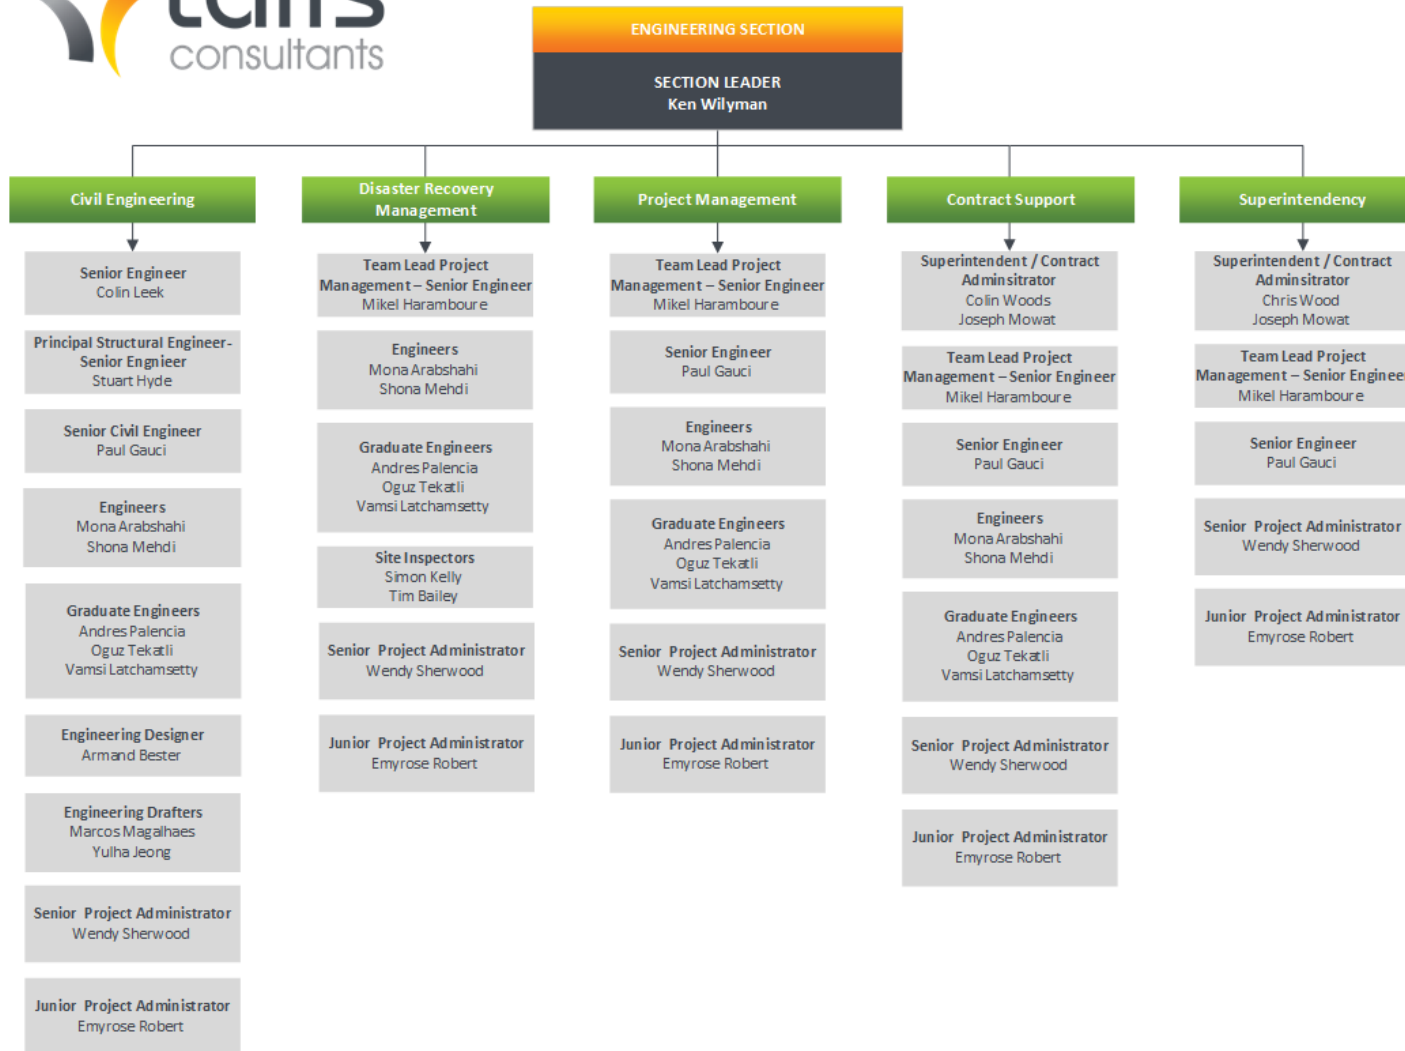 consultants
ENGINEERING SECTION
SECTION LEADER
Ken Wilyman
Civil Engineering
Senior Engineer
Colin Leek
Principal Structural Engineer-
Senior Engnieer
Stuart Hyde
Senior Civil Engineer
Paul Gauci
Engineers
Mona Arabshahi
Shona Mehdi
Graduate Engineers
Andres Palencia
Oguz Tekatli
Vamsi Latchamsetty
Engineering Designer
Armand Bester
Engineering Drafters
Marcos Magalhaes
Yulha Jeong
Senior Project Administrator
Wendy Sherwood
Junior Project Administrator
Emyrose Robert
Disaster Recovery
Management
Team Lead Project
Management – Senior Engineer
Mikel Haramboure
Engineers
Mona Arabshahi
Shona Mehdi
Graduate Engineers
Andres Palencia
Oguz Tekatli
Vamsi Latchamsetty
Site Inspectors
Simon Kelly
Tim Bailey
Senior Project Administrator
Wendy Sherwood
Junior Project Administrator
Emyrose Robert
Project Management
Team Lead Project
Management – Senior Engineer
Mikel Haramboure
Senior Engineer
Paul Gauci
Engineers
Mona Arabshahi
Shona Mehdi
Graduate Engineers
Andres Palencia
Oguz Tekatli
Vamsi Latchamsetty
Senior Project Administrator
Wendy Sherwood
Junior Project Administrator
Emyrose Robert
Contract Support
Superintendent / Contract
Adminsitrator
Colin Woods
Joseph Mowat
Team Lead Project
Management – Senior Engineer
Mikel Haramboure
Senior Engineer
Paul Gauci
Engineers
Mona Arabshahi
Shona Mehdi
Graduate Engineers
Andres Palencia
Oguz Tekatli
Vamsi Latchamsetty
Senior Project Administrator
Wendy Sherwood
Junior Project Administrator
Emyrose Robert
Superintendency
Superintendent / Contract
Adminsitrator
Chris Wood
Joseph Mowat
Team Lead Project
Management – Senior Engineer
Mikel Haramboure
Senior Engineer
Paul Gauci
Senior Project Administrator
Wendy Sherwood
Junior Project Administrator
Emyrose Robert